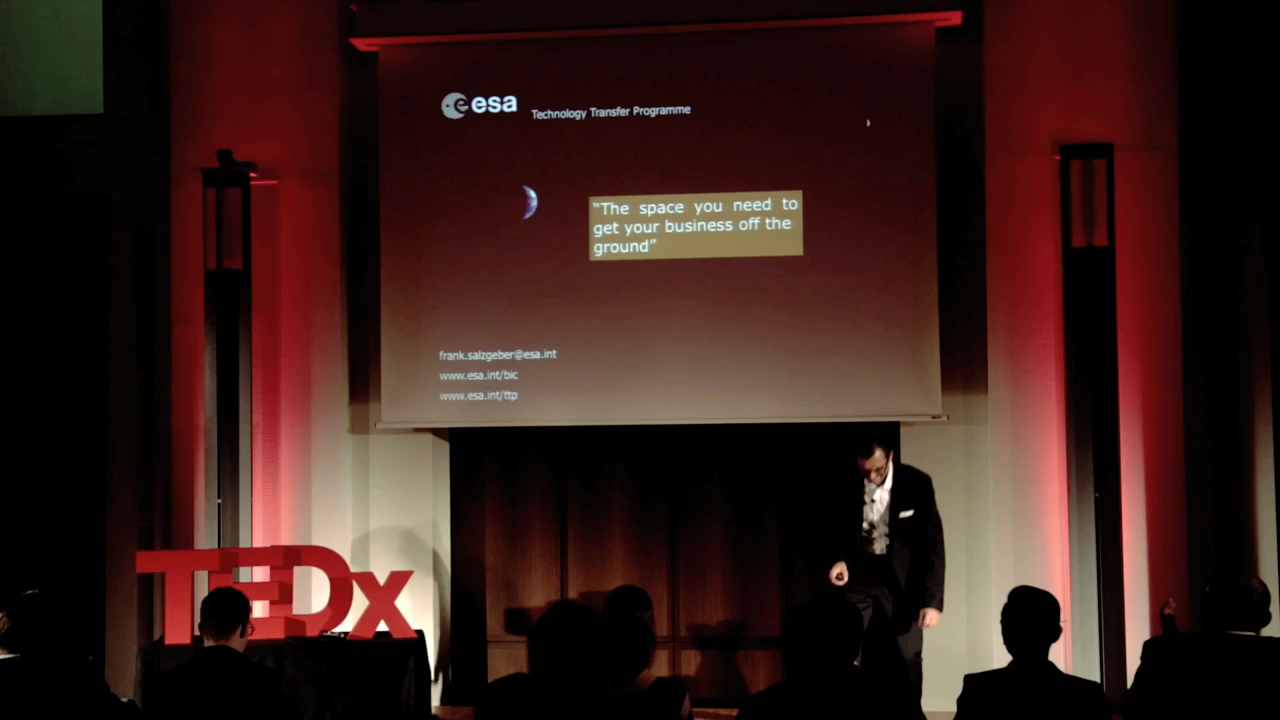 esa Technology Transfer Programme
“The space you need to
get your business off the
ground”
frank.salzgeber@esa.int
www.esa.int/bic
www.esa.int/ttp
TEDx